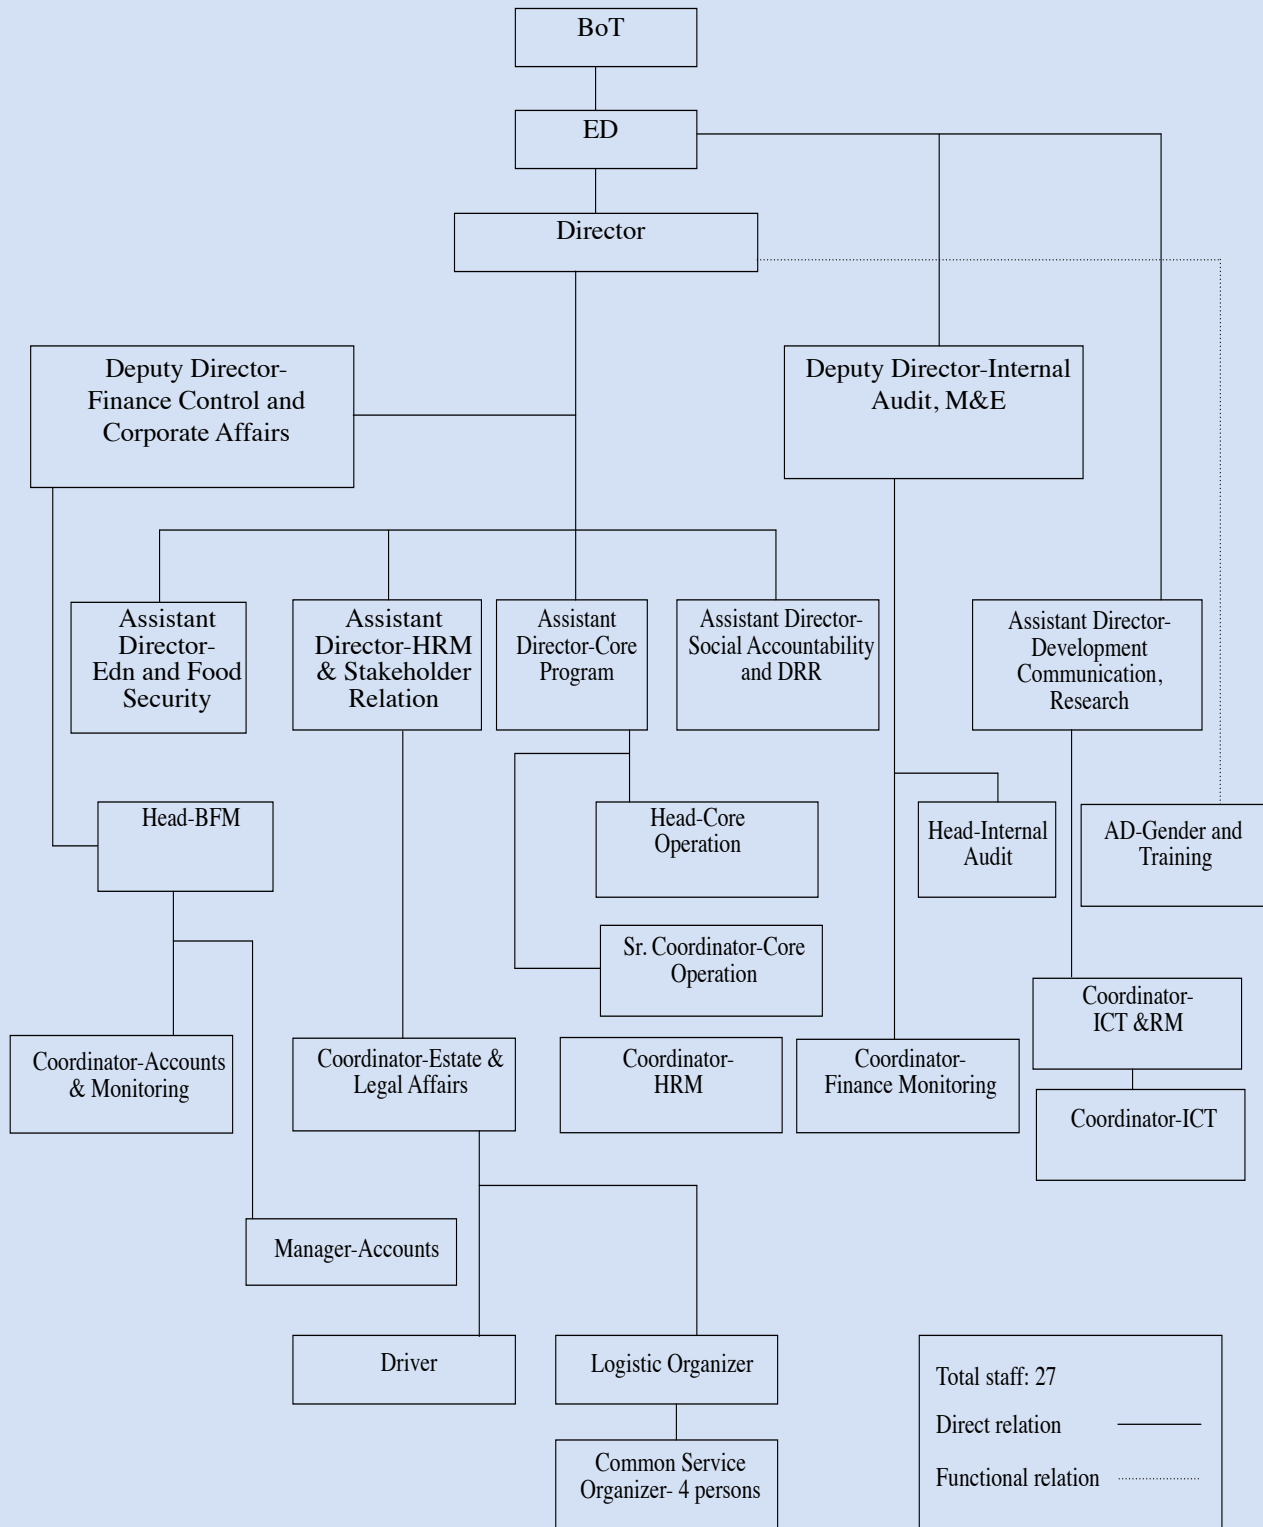 BoT
ED
Director
Deputy Director-
Finance Control and
Corporate Affairs
Deputy Director-Internal
Audit, M&E
Assistant
Director-
Edn and Food
Security
Assistant
Director-HRM
& Stakeholder
Relation
Assistant
Director-Core
Program
Assistant Director-
Social Accountability
and DRR
Assistant Director-
Development
Communication,
Research
Head-BFM
Head-Core
Operation
Head-Internal
Audit
AD-Gender and
Training
Sr. Coordinator-Core
Operation
Coordinator-
ICT &RM
Coordinator-Accounts
& Monitoring
Coordinator-Estate &
Legal Affairs
Coordinator-
HRM
Coordinator-
Finance Monitoring
Coordinator-ICT
Manager-Accounts
Driver
Logistic Organizer
Common Service
Organizer- 4 persons
Total staff: 27
Direct relation
Functional relation